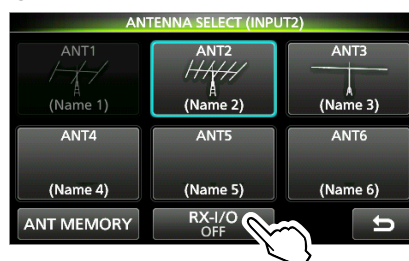 ANTENNA SELECT (INPUT2)
ANT1
ANT2
ANT3
(Name 1)
(Name 2)
(Name 3)
ANT4
ANT5
ANT6
(Name 4)
(Name 5)
(Name 6)
ANT MEMORY
RX-I/O
OFF